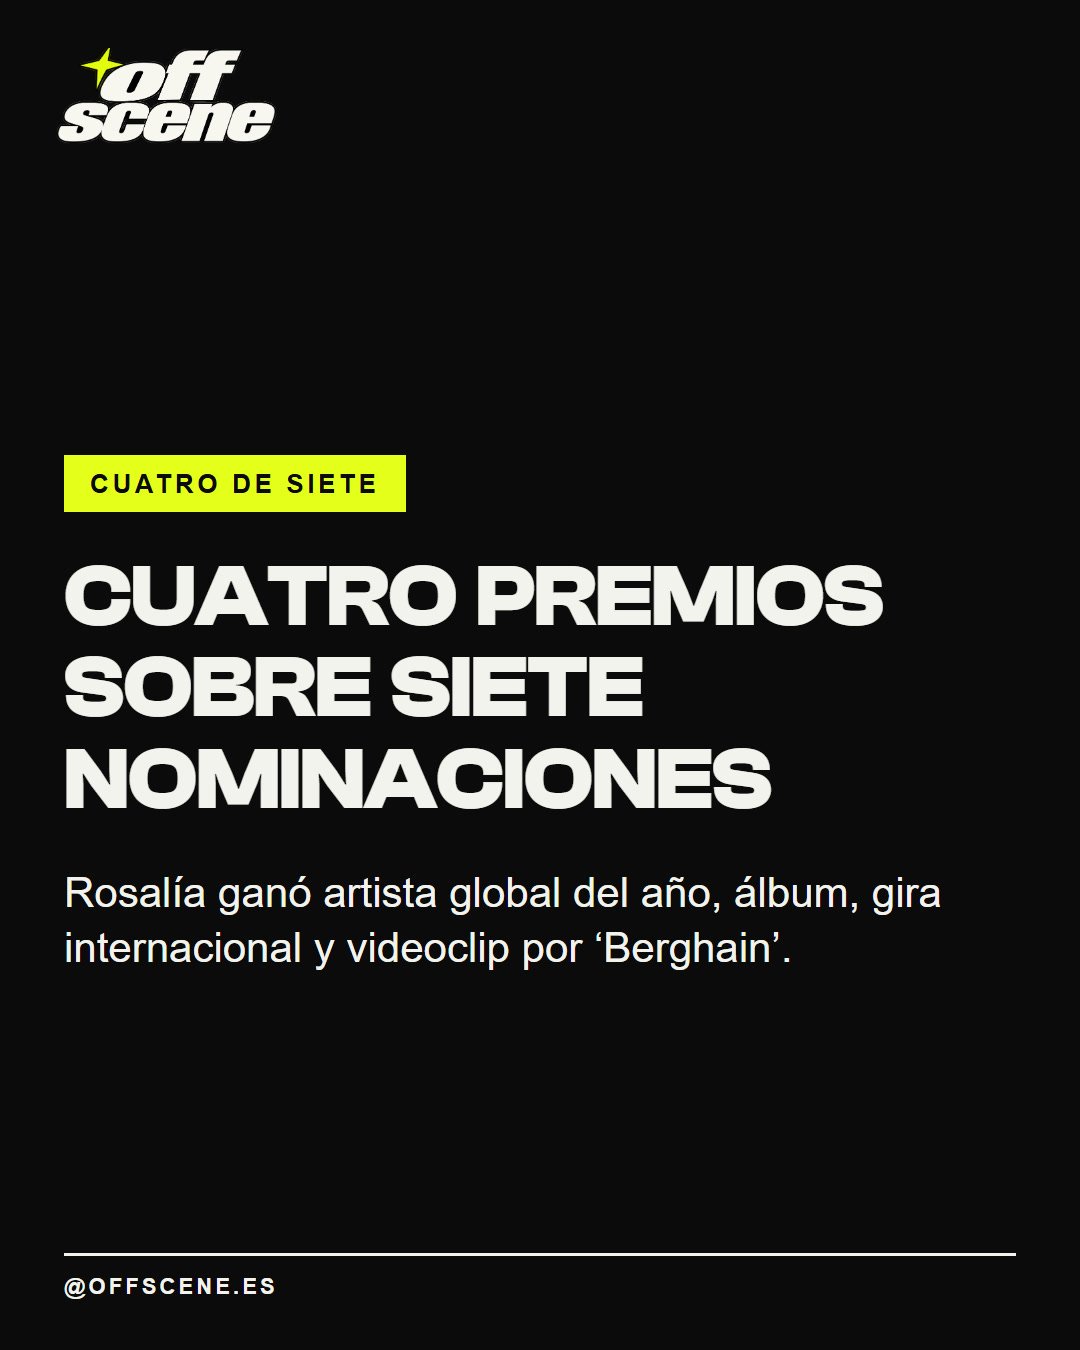 off
scene
CUATRO DE SIETE
CUATRO PREMIOS
SOBRE SIETE
NOMINACIONES
Rosalía ganó artista global del año, álbum, gira
internacional y videoclip por ‘Berghain’.
@OFFSCENE.ES